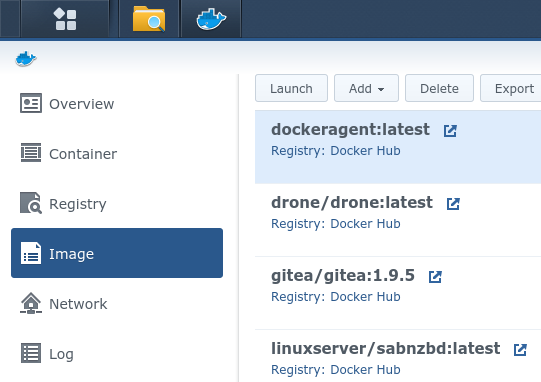 Overview
Container
Registry
Image
Network
Log
Launch Add Delete Export
dockeragent:latest
Registry: Docker Hub
drone/drone:latest
Registry: Docker Hub
gitea/gitea:1.9.5
Registry: Docker Hub
linuxserver/sabnzbd:latest
Registry: Docker Hub